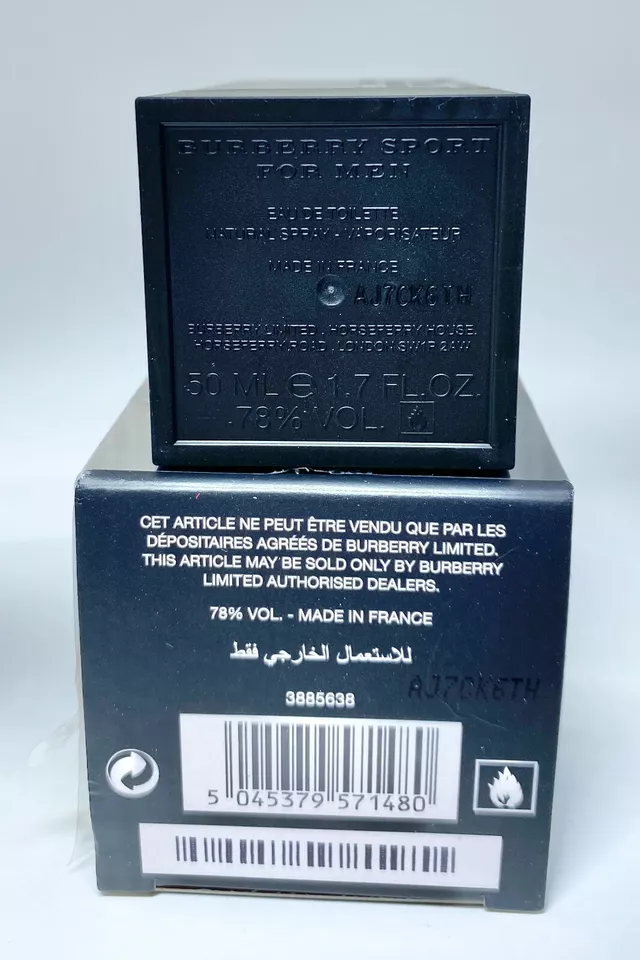 BURBERRY SPORT
FOR MEN
EAU DE TOILETTE
NATURAL SPRAY - VAPORISATEUR
MADE IN FRANCE
AJ7CK6TH
BURBERRY LIMITED . HORSEFERRY HOUSE.
HORSEFERRY ROAD . LONDON SW1P 2AW
50 ML ℮ 1.7 FL.OZ.
78% VOL.
CET ARTICLE NE PEUT ÊTRE VENDU QUE PAR LES
DÉPOSITAIRES AGRÉÉS DE BURBERRY LIMITED.
THIS ARTICLE MAY BE SOLD ONLY BY BURBERRY
LIMITED AUTHORISED DEALERS.
78% VOL. - MADE IN FRANCE
للاستعمال الخارجي فقط
AJ7CK6TH
3885638
5 045379 571480